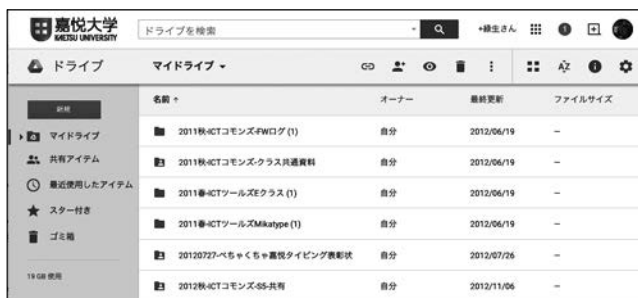 嘉悦大学
KAETSU UNIVERSITY
ドライブを検索
+緑生さん
1
ドライブ
マイドライブ
AZ
新規
マイドライブ
共有アイテム
最近使用したアイテム
スター付き
ゴミ箱
19 GB 使用
名前 ↑ オーナー 最終更新 ファイルサイズ
2011秋-ICTコモンズ-FWログ (1) 自分 2012/06/19 –
2011秋-ICTコモンズ-クラス共通資料 自分 2012/06/19 –
2011春-ICTツールズEクラス (1) 自分 2012/06/19 –
2011春-ICTツールズMikatype (1) 自分 2012/06/19 –
20120727-ぺちゃくちゃ嘉悦タイピング表彰状 自分 2012/07/26 –
2012秋-ICTコモンズ-S5-共有 自分 2012/11/06 –